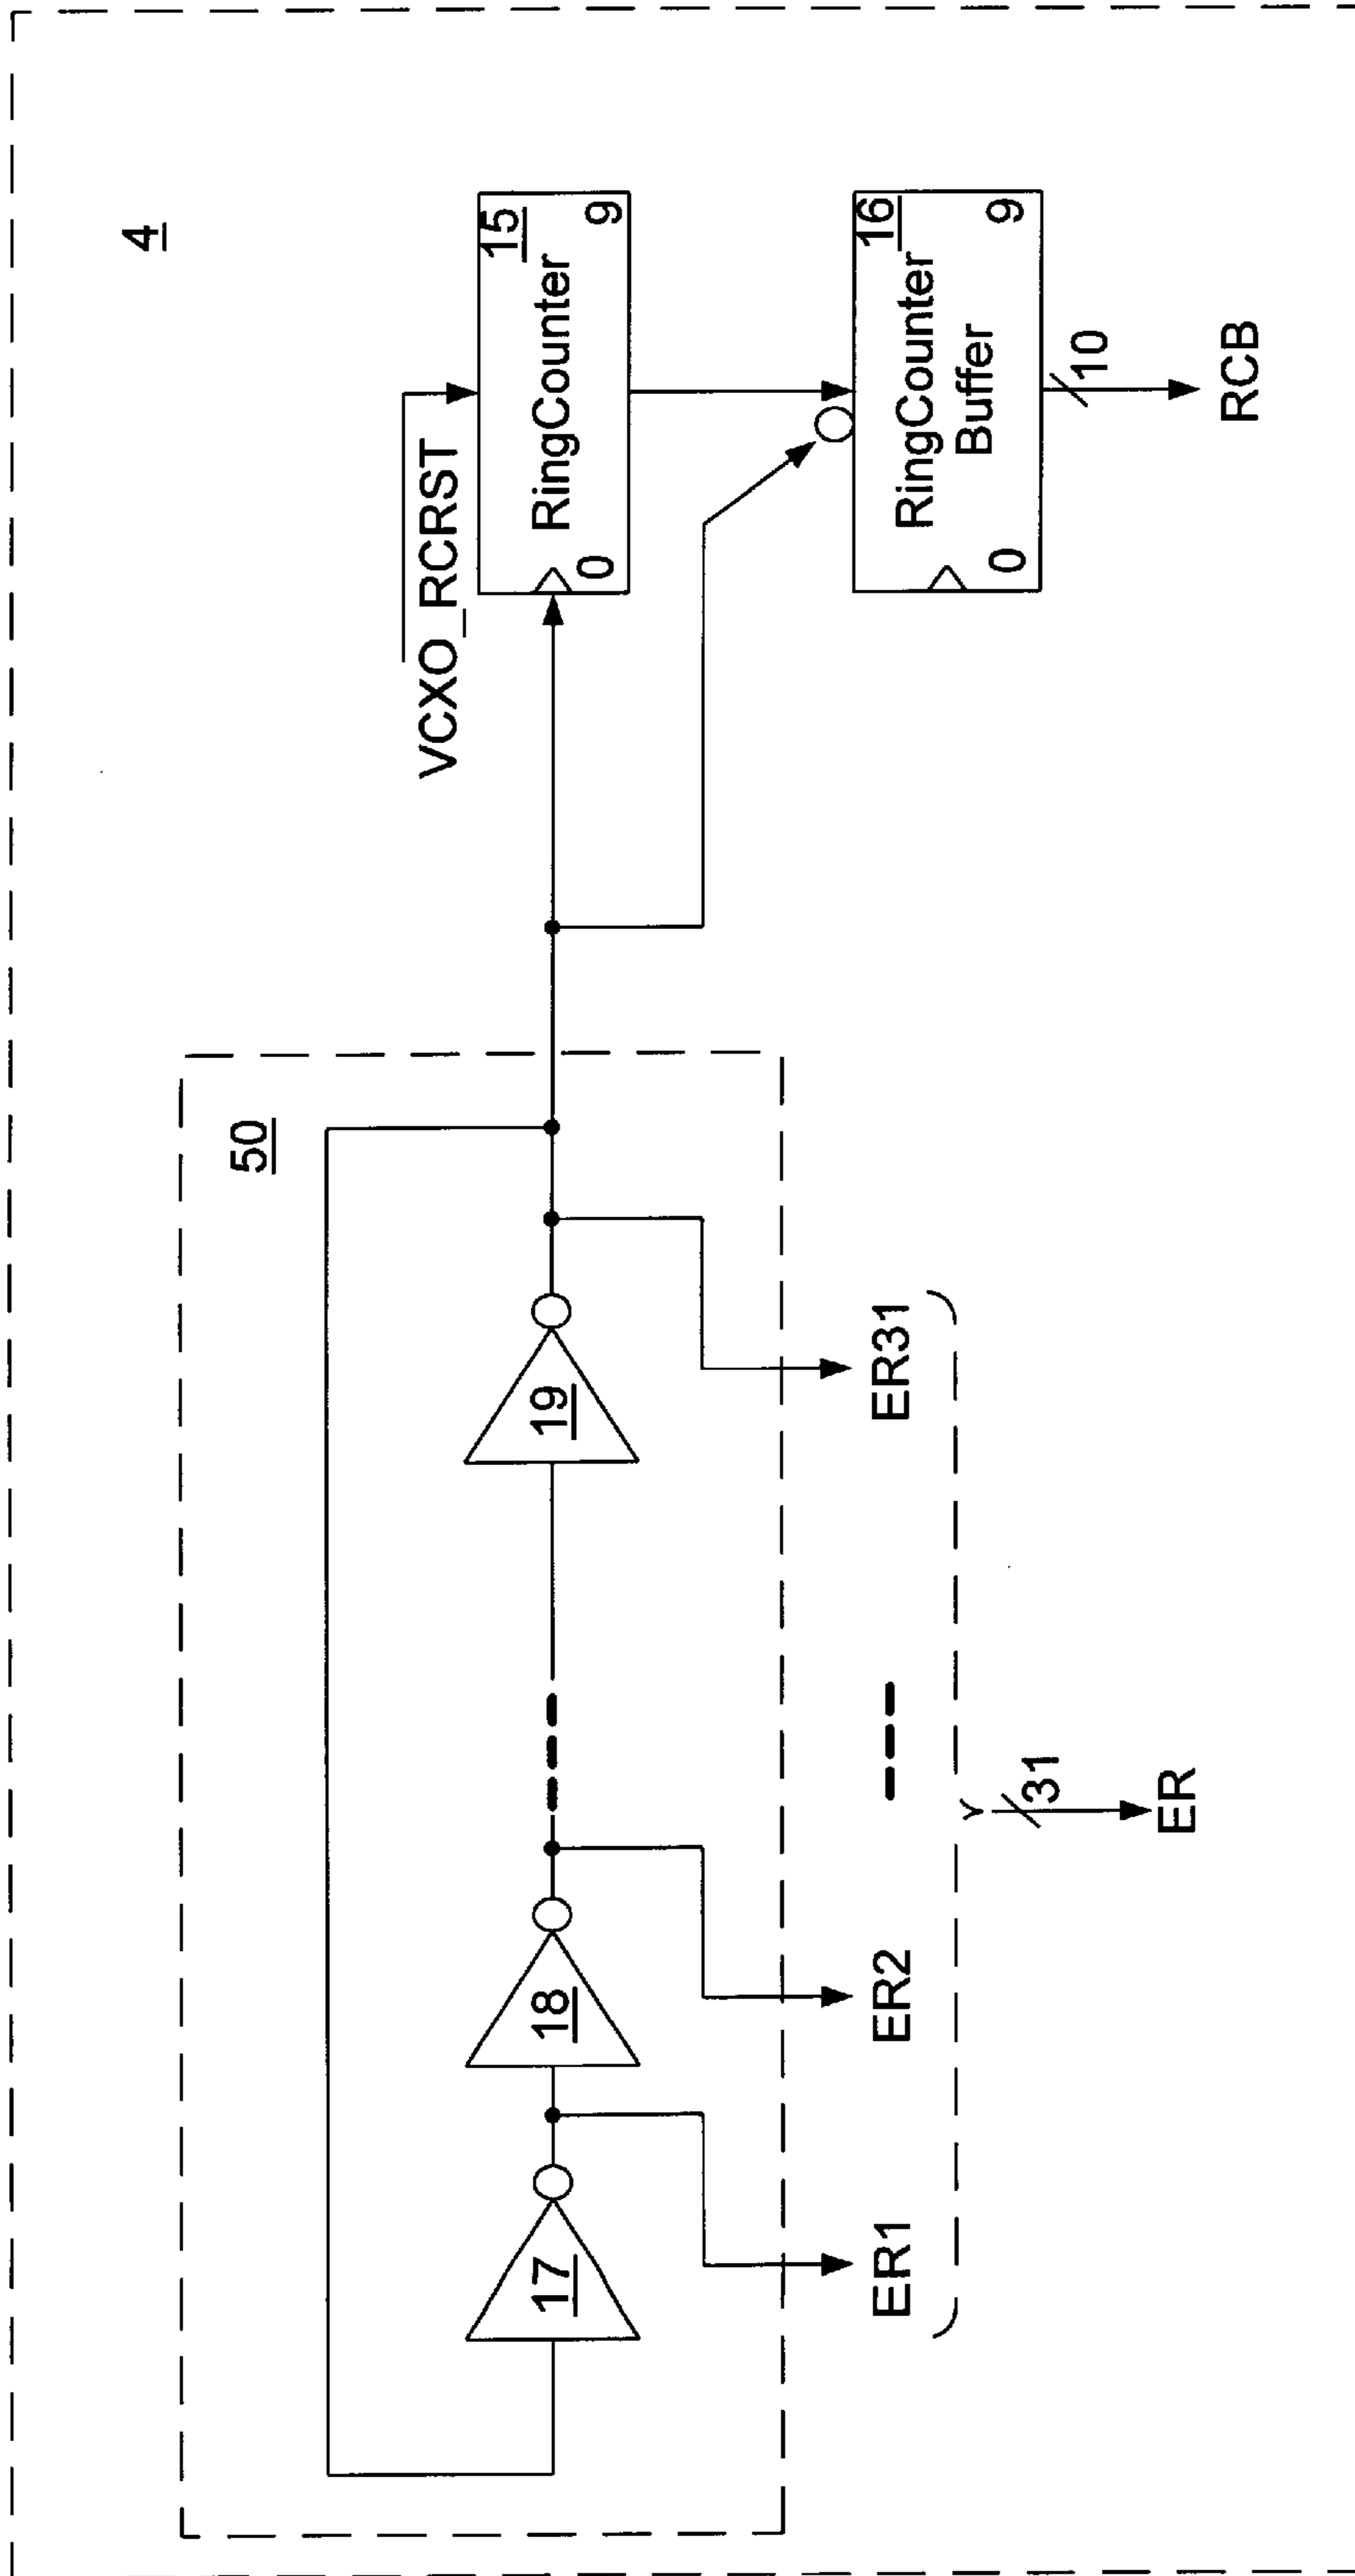 4
50
17
18
19
ER1
ER2
ER31
31
ER
VCXO_RCRST
15
RingCounter
0
9
16
RingCounter
Buffer
0
9
10
RCB